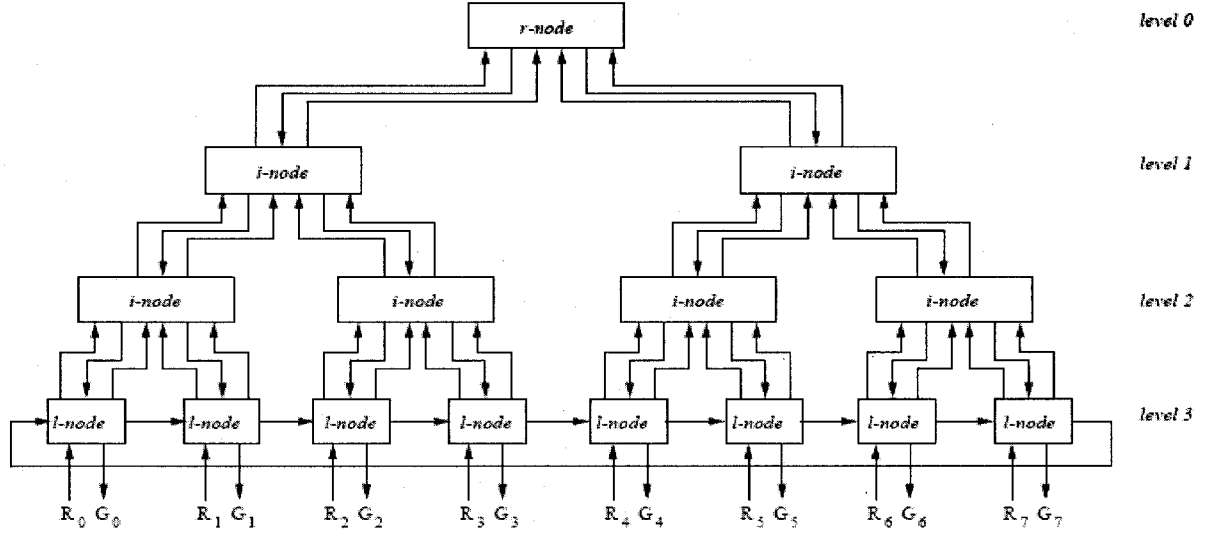 r-node level 0
i-node i-node level 1
i-node i-node i-node i-node level 2
l-node l-node l-node l-node l-node l-node l-node l-node level 3
R0 G0 R1 G1 R2 G2 R3 G3 R4 G4 R5 G5 R6 G6 R7 G7